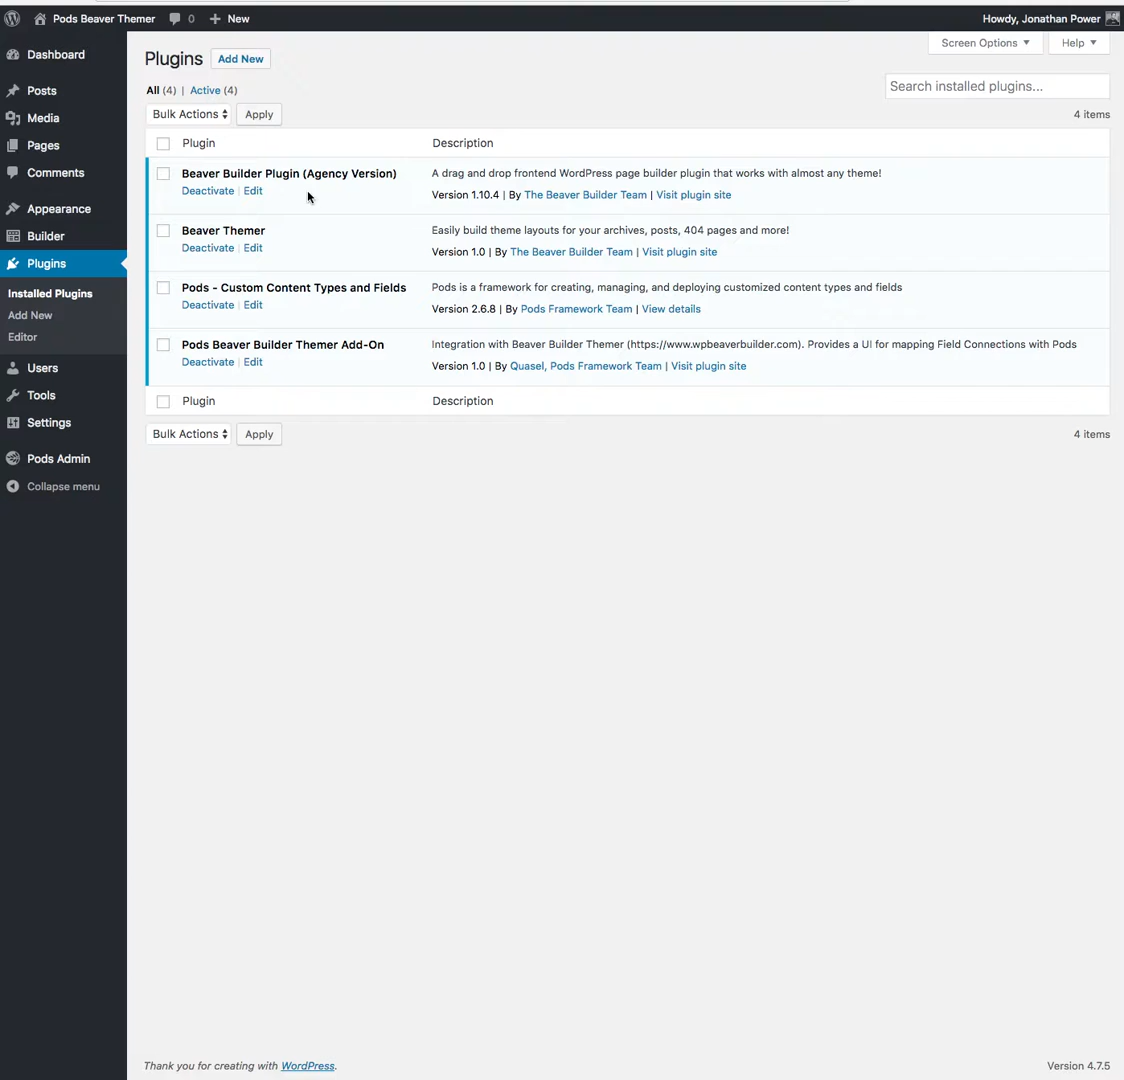 Pods Beaver Themer 0 New Howdy, Jonathan Power
Screen Options Help
Dashboard
Posts
Media
Pages
Comments
Appearance
Builder
Plugins
Installed Plugins
Add New
Editor
Users
Tools
Settings
Pods Admin
Collapse menu
Plugins Add New
All (4) | Active (4)
Search installed plugins...
Bulk Actions Apply 4 items
Plugin Description
Beaver Builder Plugin (Agency Version) A drag and drop frontend WordPress page builder plugin that works with almost any theme!
Deactivate | Edit Version 1.10.4 | By The Beaver Builder Team | Visit plugin site
Beaver Themer Easily build theme layouts for your archives, posts, 404 pages and more!
Deactivate | Edit Version 1.0 | By The Beaver Builder Team | Visit plugin site
Pods - Custom Content Types and Fields Pods is a framework for creating, managing, and deploying customized content types and fields
Deactivate | Edit Version 2.6.8 | By Pods Framework Team | View details
Pods Beaver Builder Themer Add-On Integration with Beaver Builder Themer (https://www.wpbeaverbuilder.com). Provides a UI for mapping Field Connections with Pods
Deactivate | Edit Version 1.0 | By Quasel, Pods Framework Team | Visit plugin site
Plugin Description
Bulk Actions Apply 4 items
Thank you for creating with WordPress. Version 4.7.5